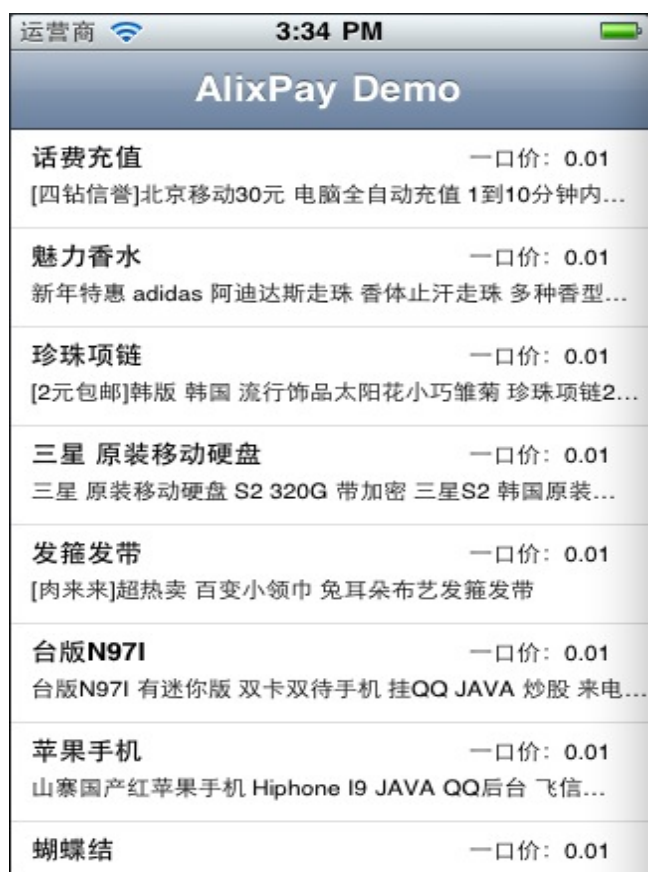 运营商 3:34 PM
AlixPay Demo
话费充值 一口价：0.01
[四钻信誉]北京移动30元 电脑全自动充值 1到10分钟内...
魅力香水 一口价：0.01
新年特惠 adidas 阿迪达斯走珠 香体止汗走珠 多种香型...
珍珠项链 一口价：0.01
[2元包邮]韩版 韩国 流行饰品太阳花小巧雏菊 珍珠项链2...
三星 原装移动硬盘 一口价：0.01
三星 原装移动硬盘 S2 320G 带加密 三星S2 韩国原装...
发箍发带 一口价：0.01
[肉来来]超热卖 百变小领巾 兔耳朵布艺发箍发带
台版N97I 一口价：0.01
台版N97I 有迷你版 双卡双待手机 挂QQ JAVA 炒股 来电...
苹果手机 一口价：0.01
山寨国产红苹果手机 Hiphone I9 JAVA QQ后台 飞信...
蝴蝶结 一口价：0.01